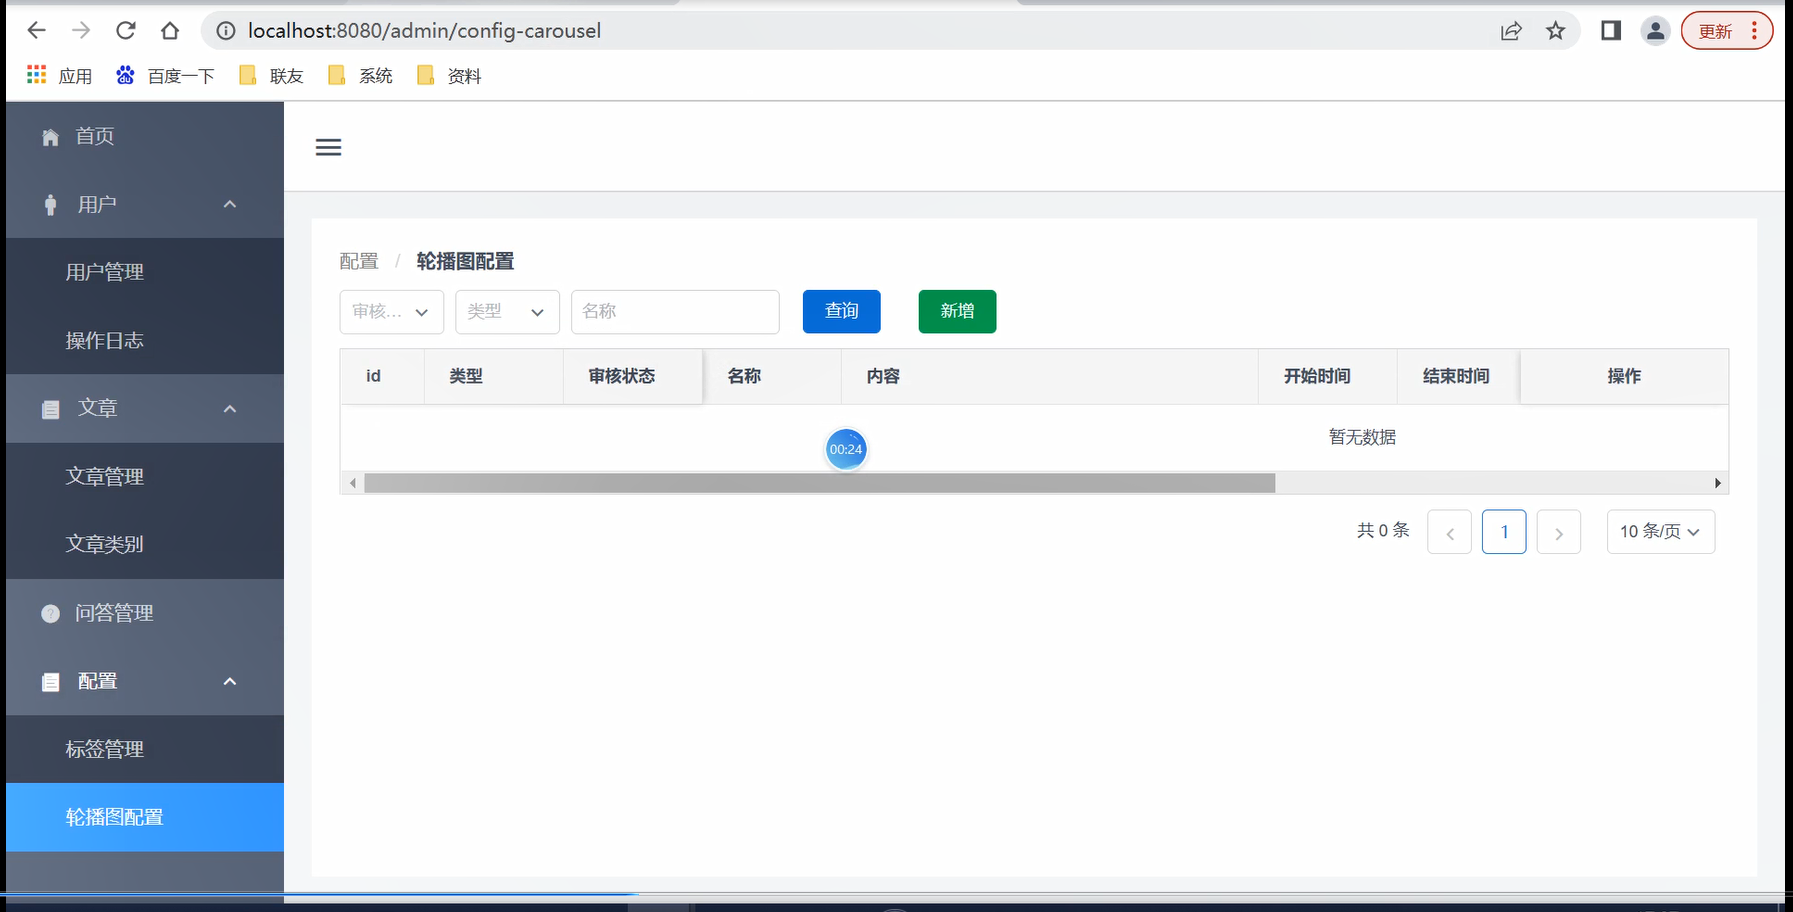 localhost:8080/admin/config-carousel
更新
应用 百度一下 联友 系统 资料
首页
用户
用户管理
操作日志
文章
文章管理
文章类别
问答管理
配置
标签管理
轮播图配置
配置 / 轮播图配置
审核... 类型 名称 查询 新增
id 类型 审核状态 名称 内容 开始时间 结束时间 操作
暂无数据
00:24
共 0 条 1 10 条/页